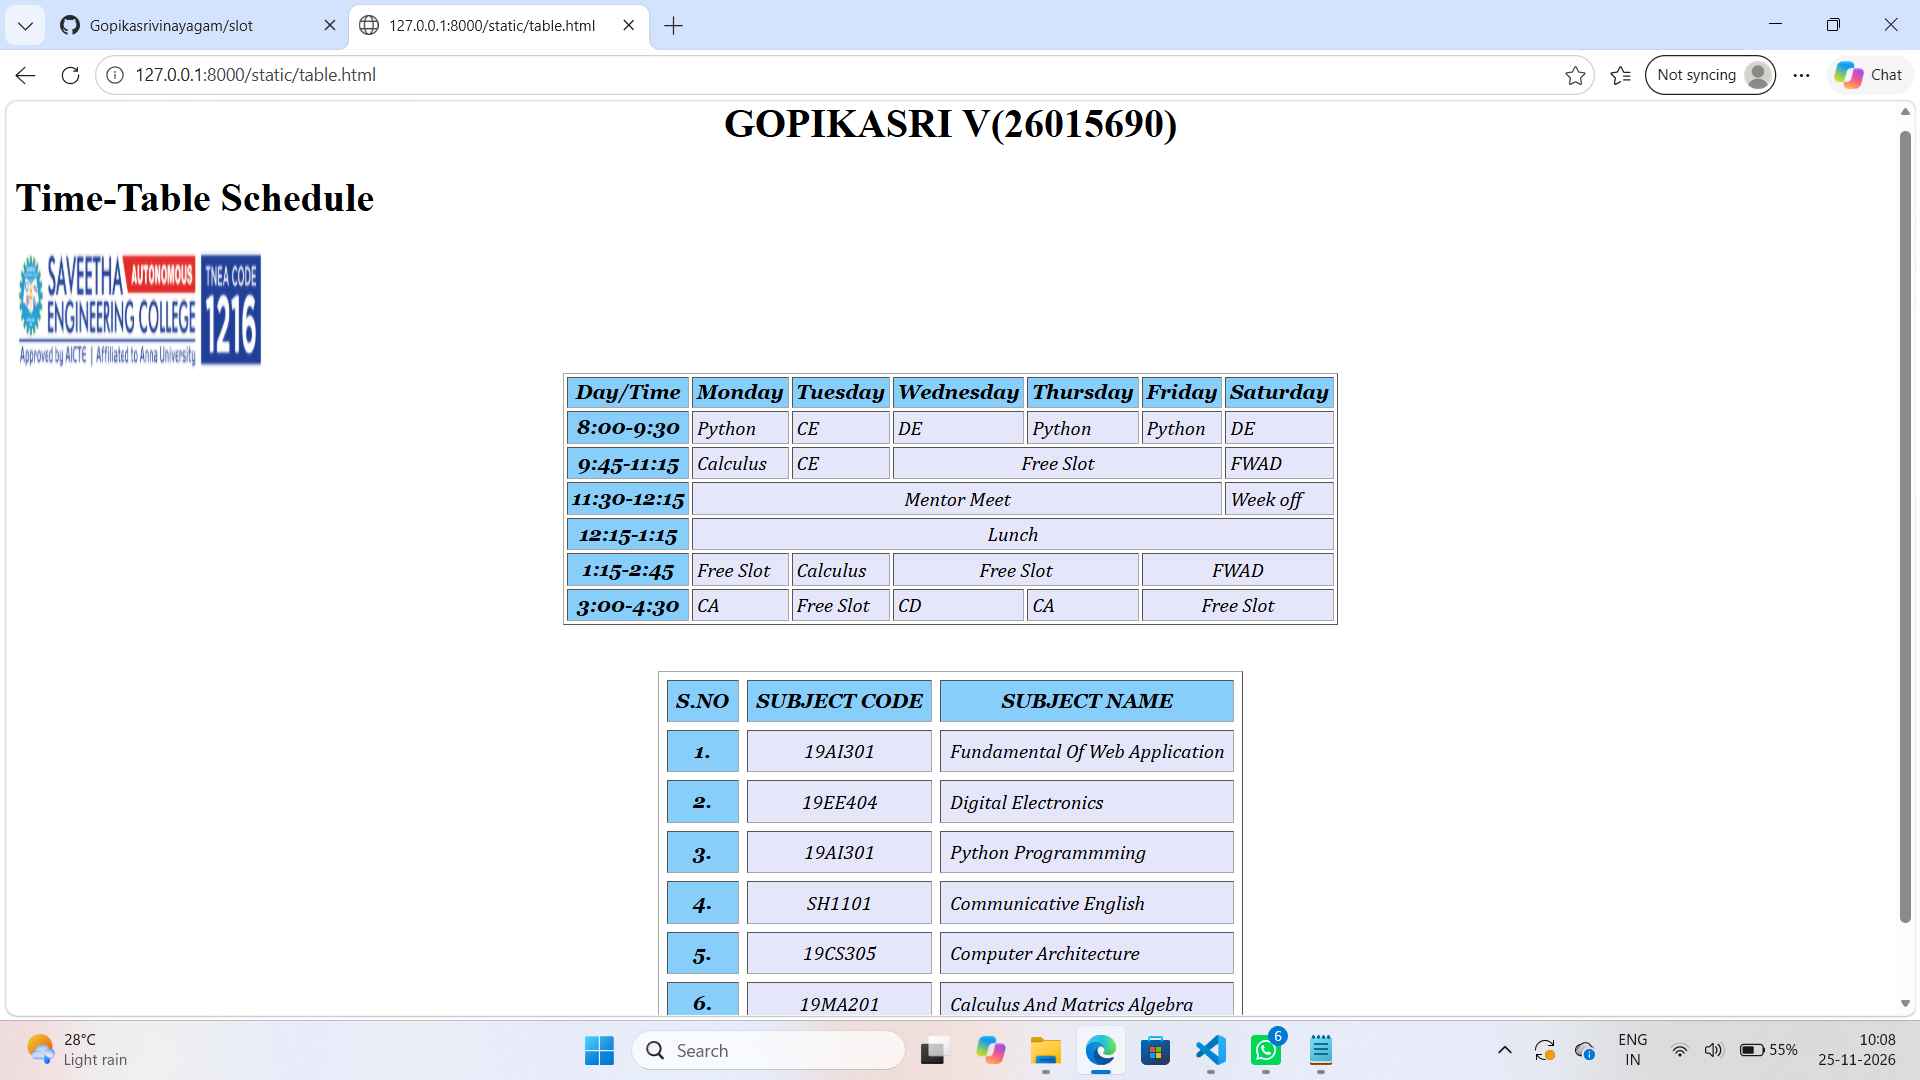 Gopikasrivinayagam/slot
127.0.0.1:8000/static/table.html
127.0.0.1:8000/static/table.html
Not syncing
Chat
GOPIKASRI V(26015690)
Time-Table Schedule
SAVEETHA AUTONOMOUS TNEA CODE
ENGINEERING COLLEGE 1216
Approved by AICTE | Affiliated to Anna University
Day/Time Monday Tuesday Wednesday Thursday Friday Saturday
8:00-9:30 Python CE DE Python Python DE
9:45-11:15 Calculus CE Free Slot FWAD
11:30-12:15 Mentor Meet Week off
12:15-1:15 Lunch
1:15-2:45 Free Slot Calculus Free Slot FWAD
3:00-4:30 CA Free Slot CD CA Free Slot
S.NO SUBJECT CODE SUBJECT NAME
1. 19AI301 Fundamental Of Web Application
2. 19EE404 Digital Electronics
3. 19AI301 Python Programmming
4. SH1101 Communicative English
5. 19CS305 Computer Architecture
6. 19MA201 Calculus And Matrics Algebra
28°C
Light rain
Search
6
ENG
IN
55%
10:08
25-11-2026